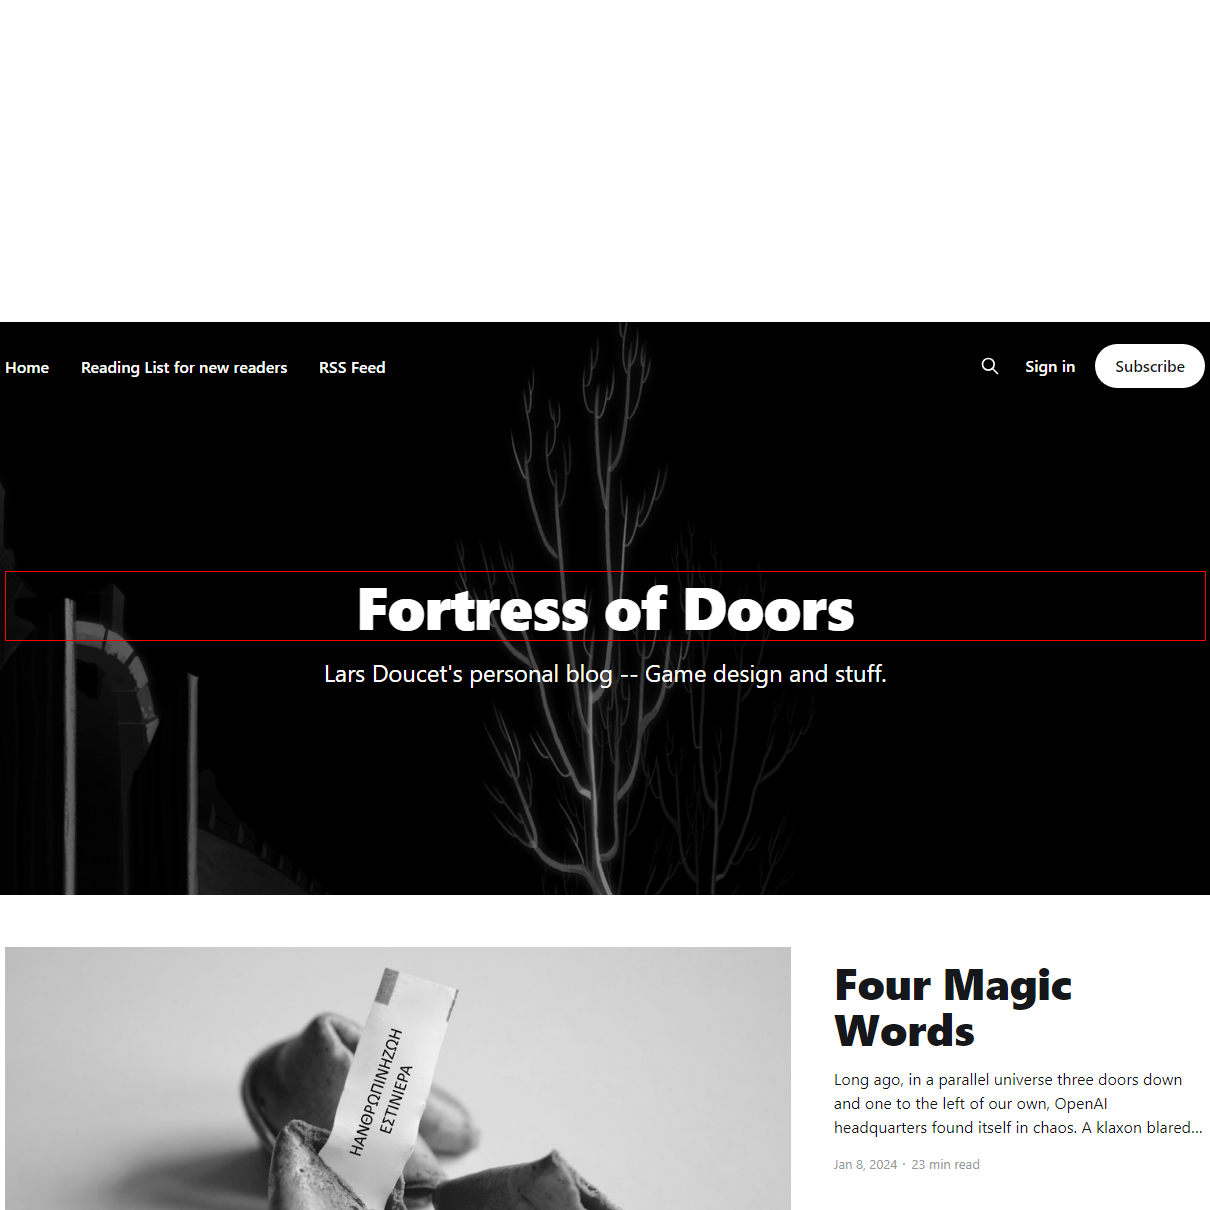 Home
Reading List for new readers
RSS Feed
Sign in
Subscribe
Fortress of Doors
Lars Doucet's personal blog -- Game design and stuff.
ΗΑΝΘΡΩΠΙΝΗΖΩΗ
ΕΣΤΙΝΙΕΡΑ
Four Magic
Words
Long ago, in a parallel universe three doors down
and one to the left of our own, OpenAI
headquarters found itself in chaos. A klaxon blared...
Jan 8, 2024 • 23 min read